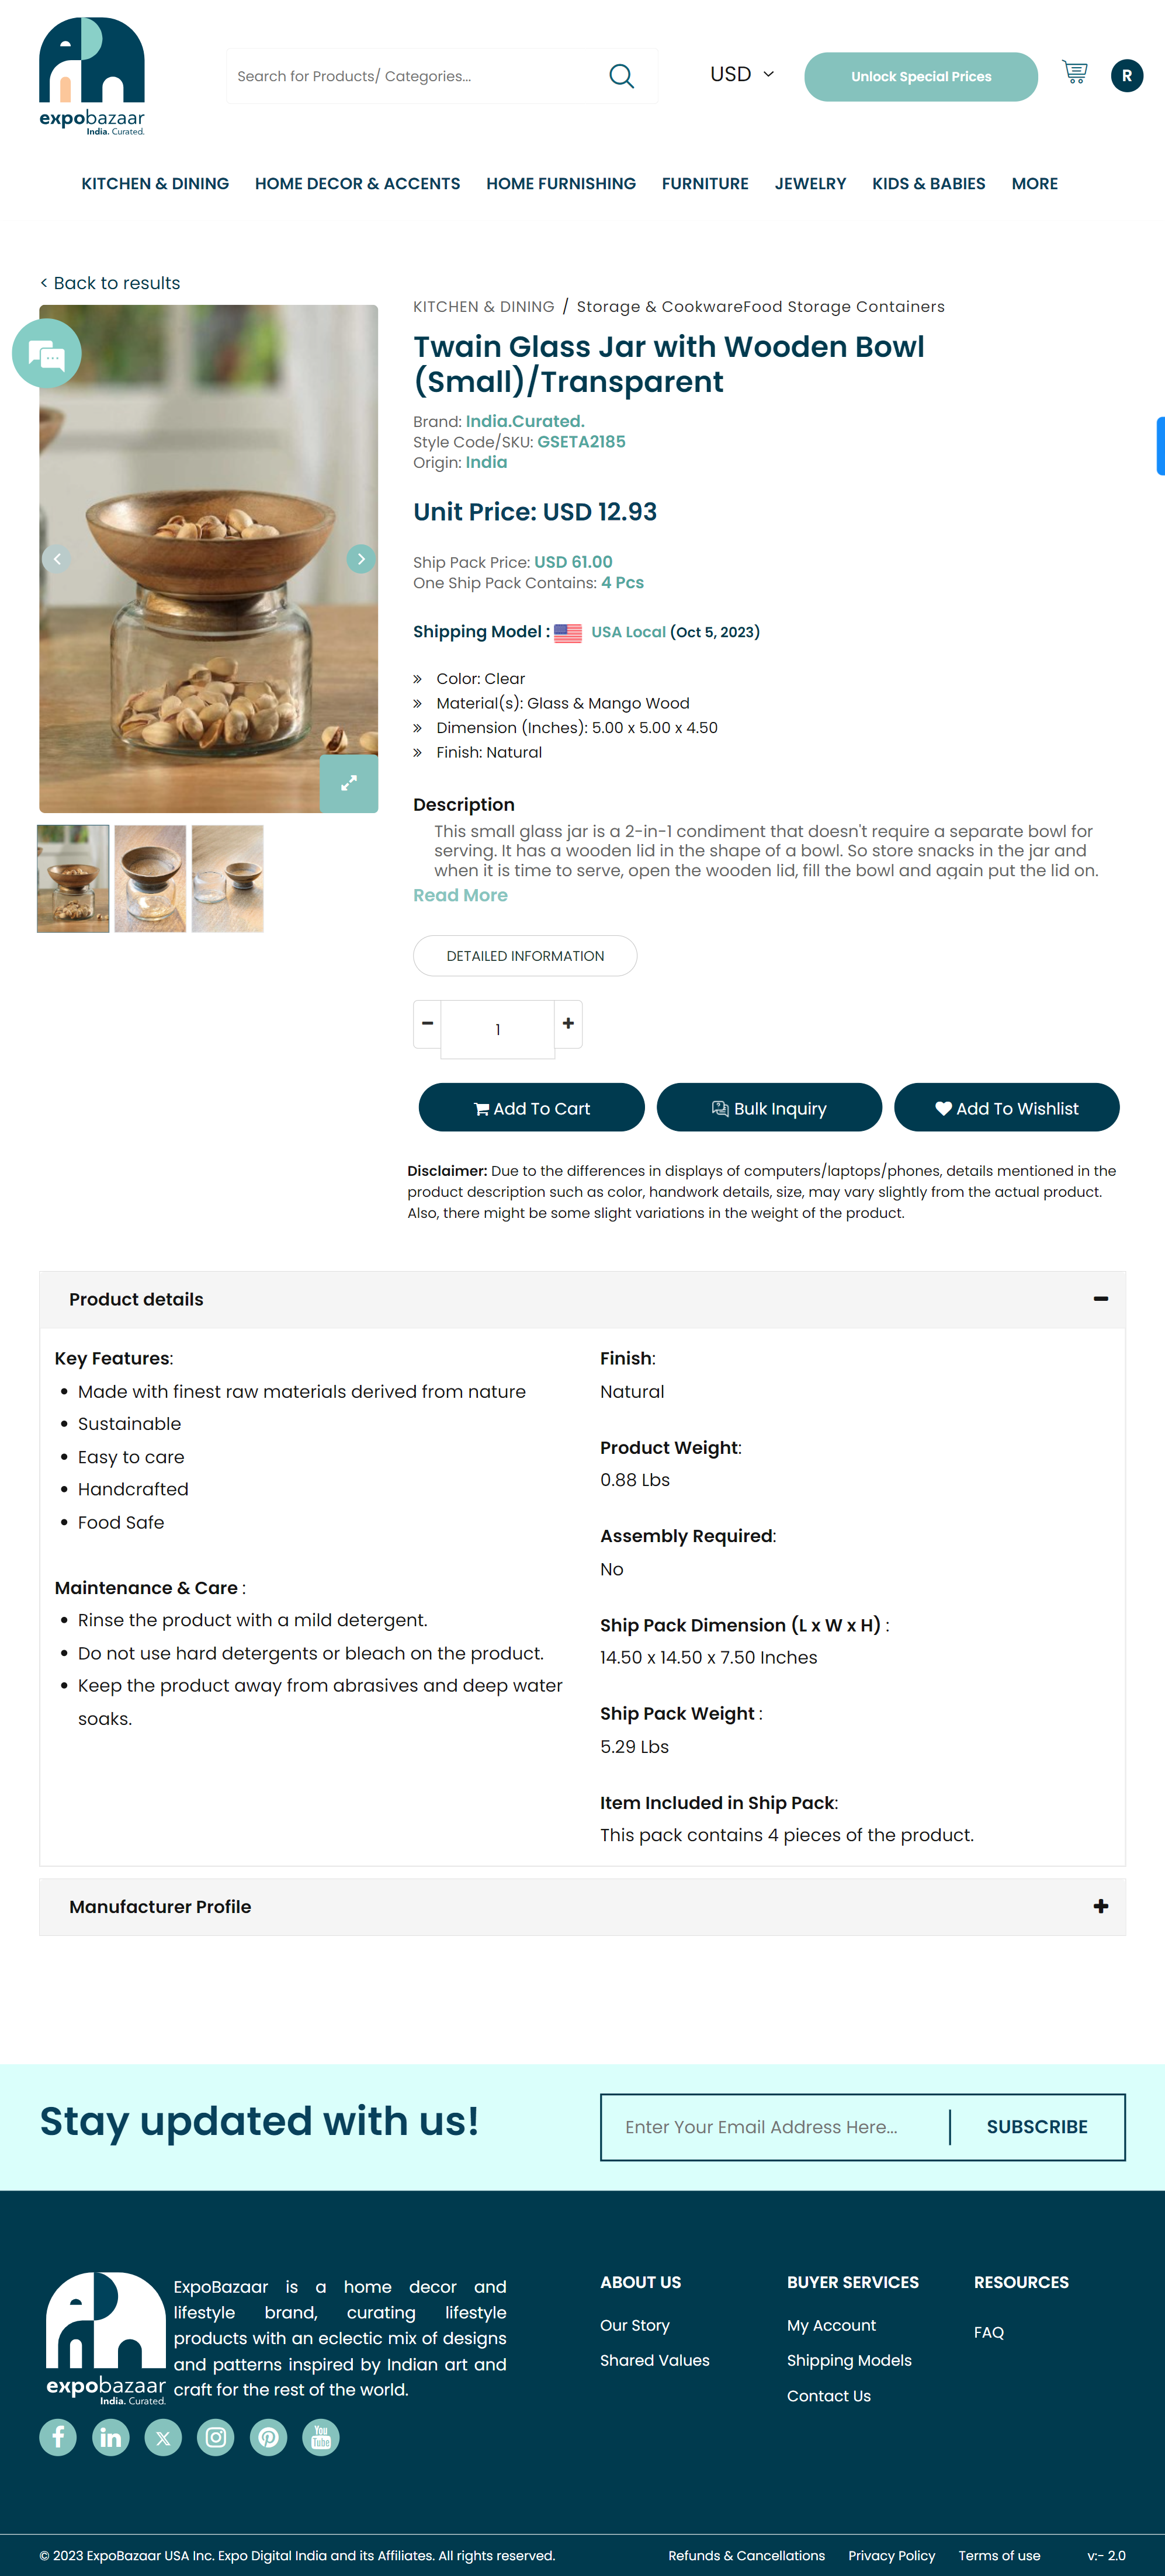 expobazaar
India. Curated.
Search for Products/ Categories...
USD
Unlock Special Prices
R
KITCHEN & DINING
HOME DECOR & ACCENTS
HOME FURNISHING
FURNITURE
JEWELRY
KIDS & BABIES
MORE
< Back to results
KITCHEN & DINING / Storage & CookwareFood Storage Containers
Twain Glass Jar with Wooden Bowl
(Small)/Transparent
Brand: India.Curated.
Style Code/SKU: GSETA2185
Origin: India
Unit Price: USD 12.93
Ship Pack Price: USD 61.00
One Ship Pack Contains: 4 Pcs
Shipping Model : USA Local (Oct 5, 2023)
» Color: Clear
» Material(s): Glass & Mango Wood
» Dimension (Inches): 5.00 x 5.00 x 4.50
» Finish: Natural
Description
This small glass jar is a 2-in-1 condiment that doesn't require a separate bowl for
serving. It has a wooden lid in the shape of a bowl. So store snacks in the jar and
when it is time to serve, open the wooden lid, fill the bowl and again put the lid on.
Read More
DETAILED INFORMATION
− 1 +
Add To Cart
Bulk Inquiry
Add To Wishlist
Disclaimer: Due to the differences in displays of computers/laptops/phones, details mentioned in the
product description such as color, handwork details, size, may vary slightly from the actual product.
Also, there might be some slight variations in the weight of the product.
Product details
Key Features:
• Made with finest raw materials derived from nature
• Sustainable
• Easy to care
• Handcrafted
• Food Safe
Maintenance & Care :
• Rinse the product with a mild detergent.
• Do not use hard detergents or bleach on the product.
• Keep the product away from abrasives and deep water
soaks.
Finish:
Natural
Product Weight:
0.88 Lbs
Assembly Required:
No
Ship Pack Dimension (L x W x H) :
14.50 x 14.50 x 7.50 Inches
Ship Pack Weight :
5.29 Lbs
Item Included in Ship Pack:
This pack contains 4 pieces of the product.
Manufacturer Profile
Stay updated with us!
Enter Your Email Address Here...
SUBSCRIBE
expobazaar
India. Curated.
ExpoBazaar is a home decor and
lifestyle brand, curating lifestyle
products with an eclectic mix of designs
and patterns inspired by Indian art and
craft for the rest of the world.
You
Tube
ABOUT US
Our Story
Shared Values
BUYER SERVICES
My Account
Shipping Models
Contact Us
RESOURCES
FAQ
© 2023 ExpoBazaar USA Inc. Expo Digital India and its Affiliates. All rights reserved.
Refunds & Cancellations
Privacy Policy
Terms of use
v:- 2.0